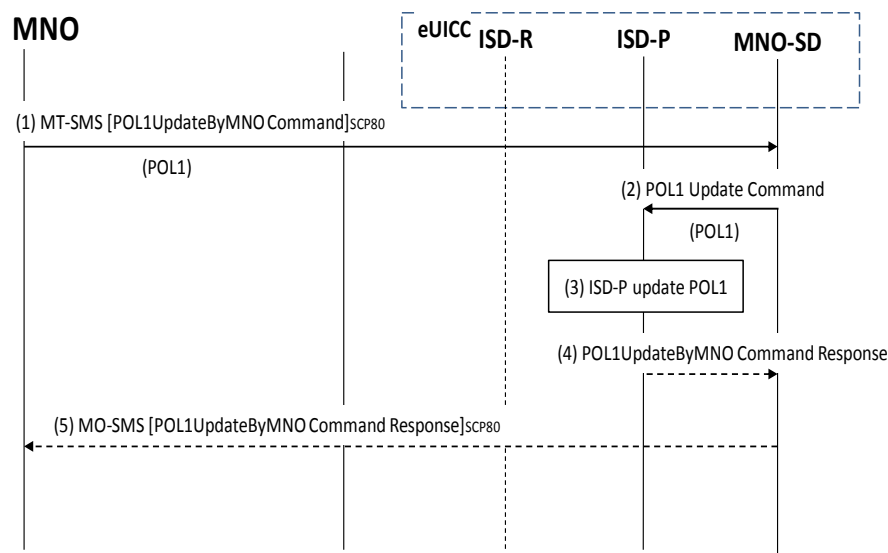 MNO
eUICC
ISD-R
ISD-P
MNO-SD
(1) MT-SMS [POL1UpdateByMNO Command]SCP80
(POL1)
(2) POL1 Update Command
(POL1)
(3) ISD-P update POL1
(4) POL1UpdateByMNO Command Response
(5) MO-SMS [POL1UpdateByMNO Command Response]SCP80